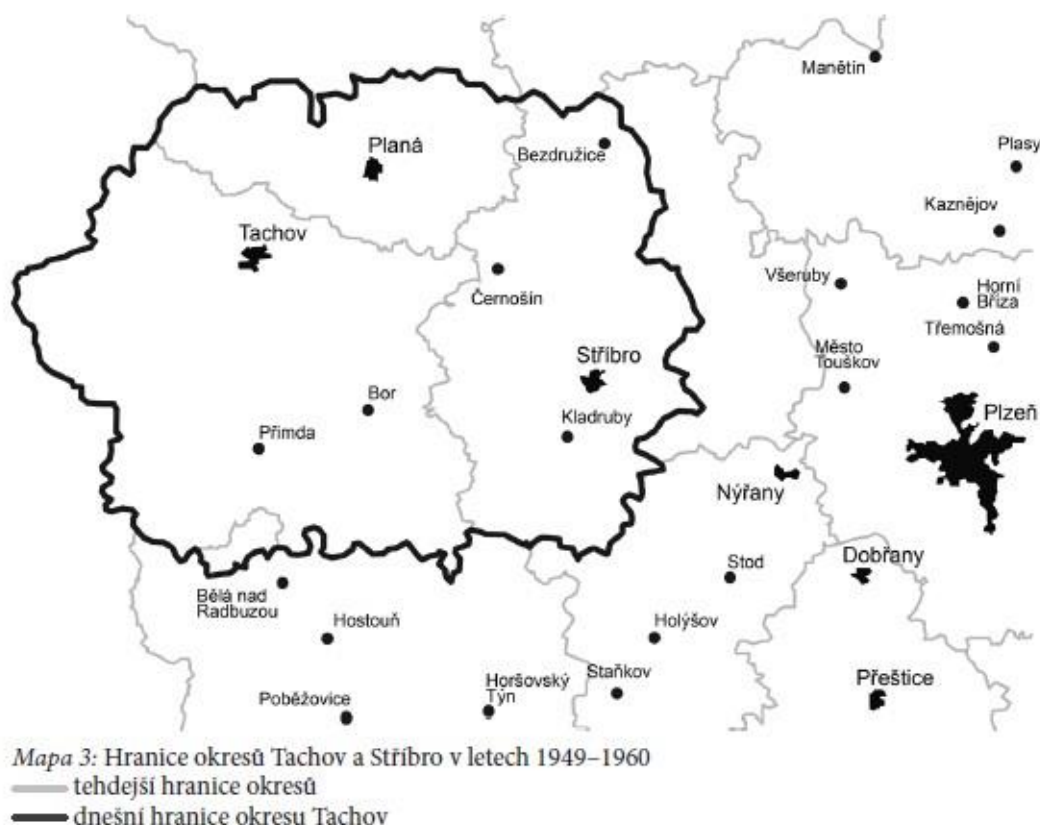 Manětín
Planá
Bezdružice
Plasy
Kaznějov
Tachov
Černošín
Všeruby
Horní
Bříza
Třemošná
Město
Touškov
Stříbro
Plzeň
Bor
Kladruby
Přimda
Nýřany
Dobřany
Stod
Bělá nad
Radbuzou
Hostouň
Holýšov
Staňkov
Přeštice
Horšovský
Týn
Poběžovice
Mapa 3: Hranice okresů Tachov a Stříbro v letech 1949–1960
tehdejší hranice okresů
dnešní hranice okresu Tachov